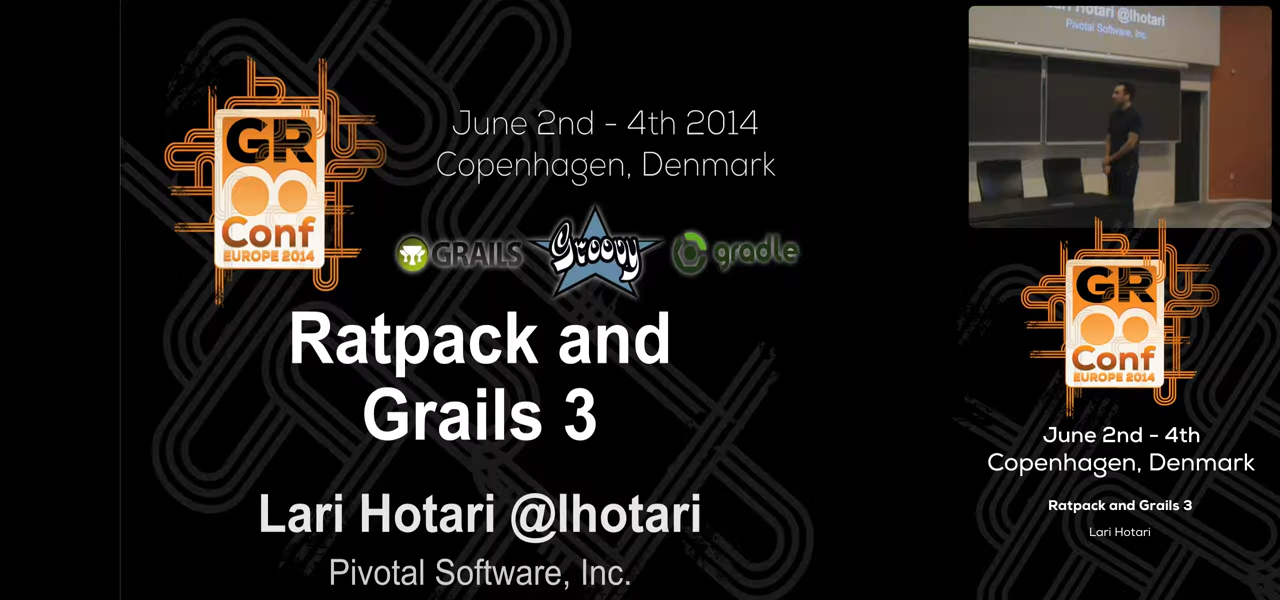 GR
Conf
EUROPE 2014
June 2nd - 4th 2014
Copenhagen, Denmark
GRAILS
Groovy
gradle
Ratpack and
Grails 3
Lari Hotari @lhotari
Pivotal Software, Inc.
Lari Hotari @lhotari
Pivotal Software, Inc.
GR
Conf
EUROPE 2014
June 2nd - 4th
Copenhagen, Denmark
Ratpack and Grails 3
Lari Hotari